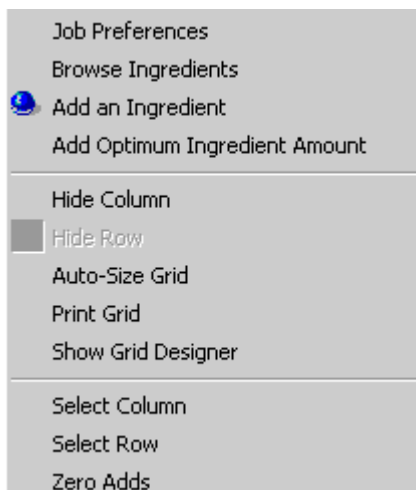 Job Preferences
Browse Ingredients
Add an Ingredient
Add Optimum Ingredient Amount
Hide Column
Hide Row
Auto-Size Grid
Print Grid
Show Grid Designer
Select Column
Select Row
Zero Adds